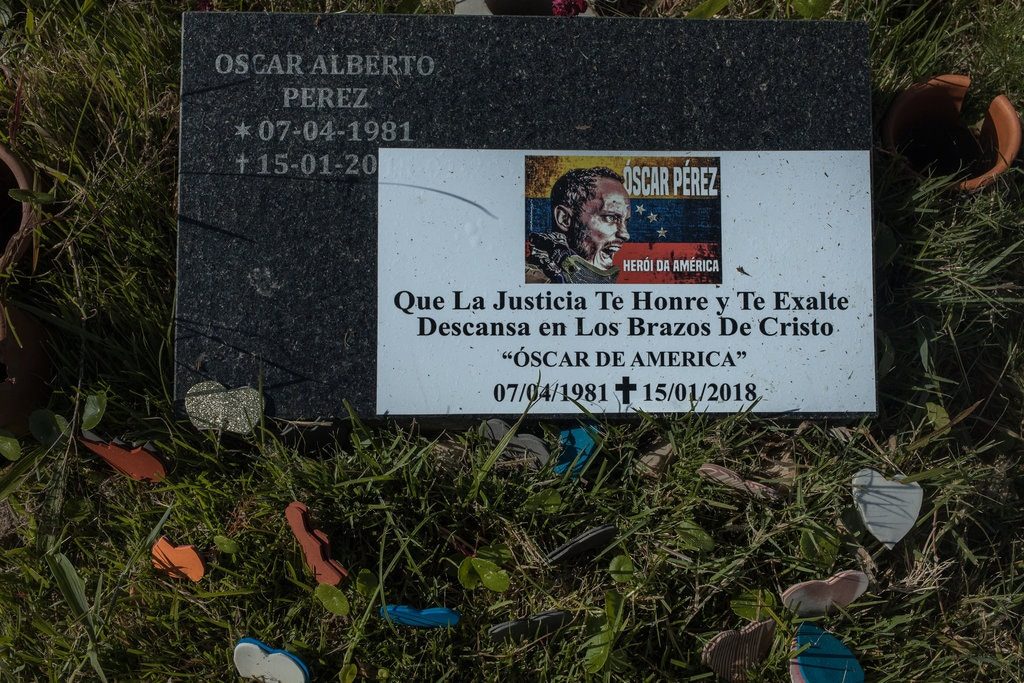 OSCAR ALBERTO
PEREZ
* 07-04-1981
† 15-01-20
ÓSCAR PÉREZ
HERÓI DA AMÉRICA
Que La Justicia Te Honre y Te Exalte
Descansa en Los Brazos De Cristo
“ÓSCAR DE AMERICA”
07/04/1981 ✝ 15/01/2018